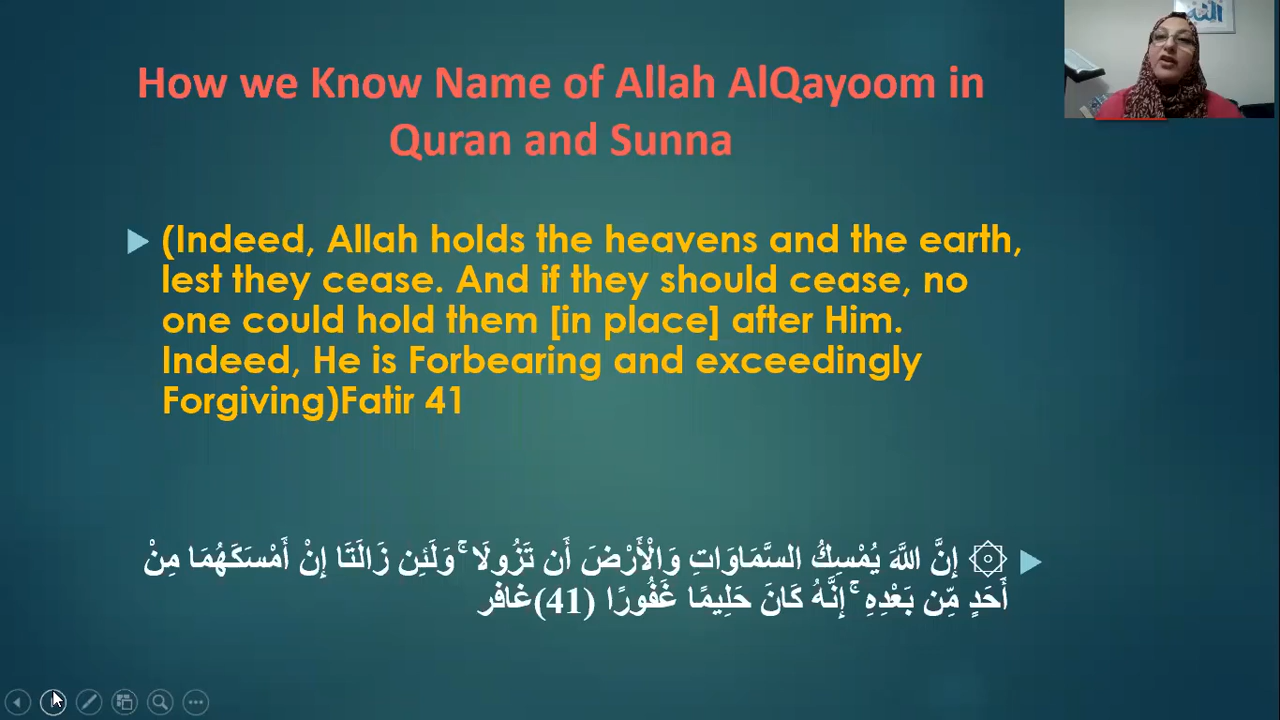 How we Know Name of Allah AlQayoom in
Quran and Sunna
(Indeed, Allah holds the heavens and the earth,
lest they cease. And if they should cease, no
one could hold them [in place] after Him.
Indeed, He is Forbearing and exceedingly
Forgiving)Fatir 41
۞ إِنَّ اللَّهَ يُمْسِكُ السَّمَاوَاتِ وَالْأَرْضَ أَن تَزُولَا ۚ وَلَئِن زَالَتَا إِنْ أَمْسَكَهُمَا مِنْ
أَحَدٍ مِّن بَعْدِهِ ۚ إِنَّهُ كَانَ حَلِيمًا غَفُورًا (41)غافر
الله